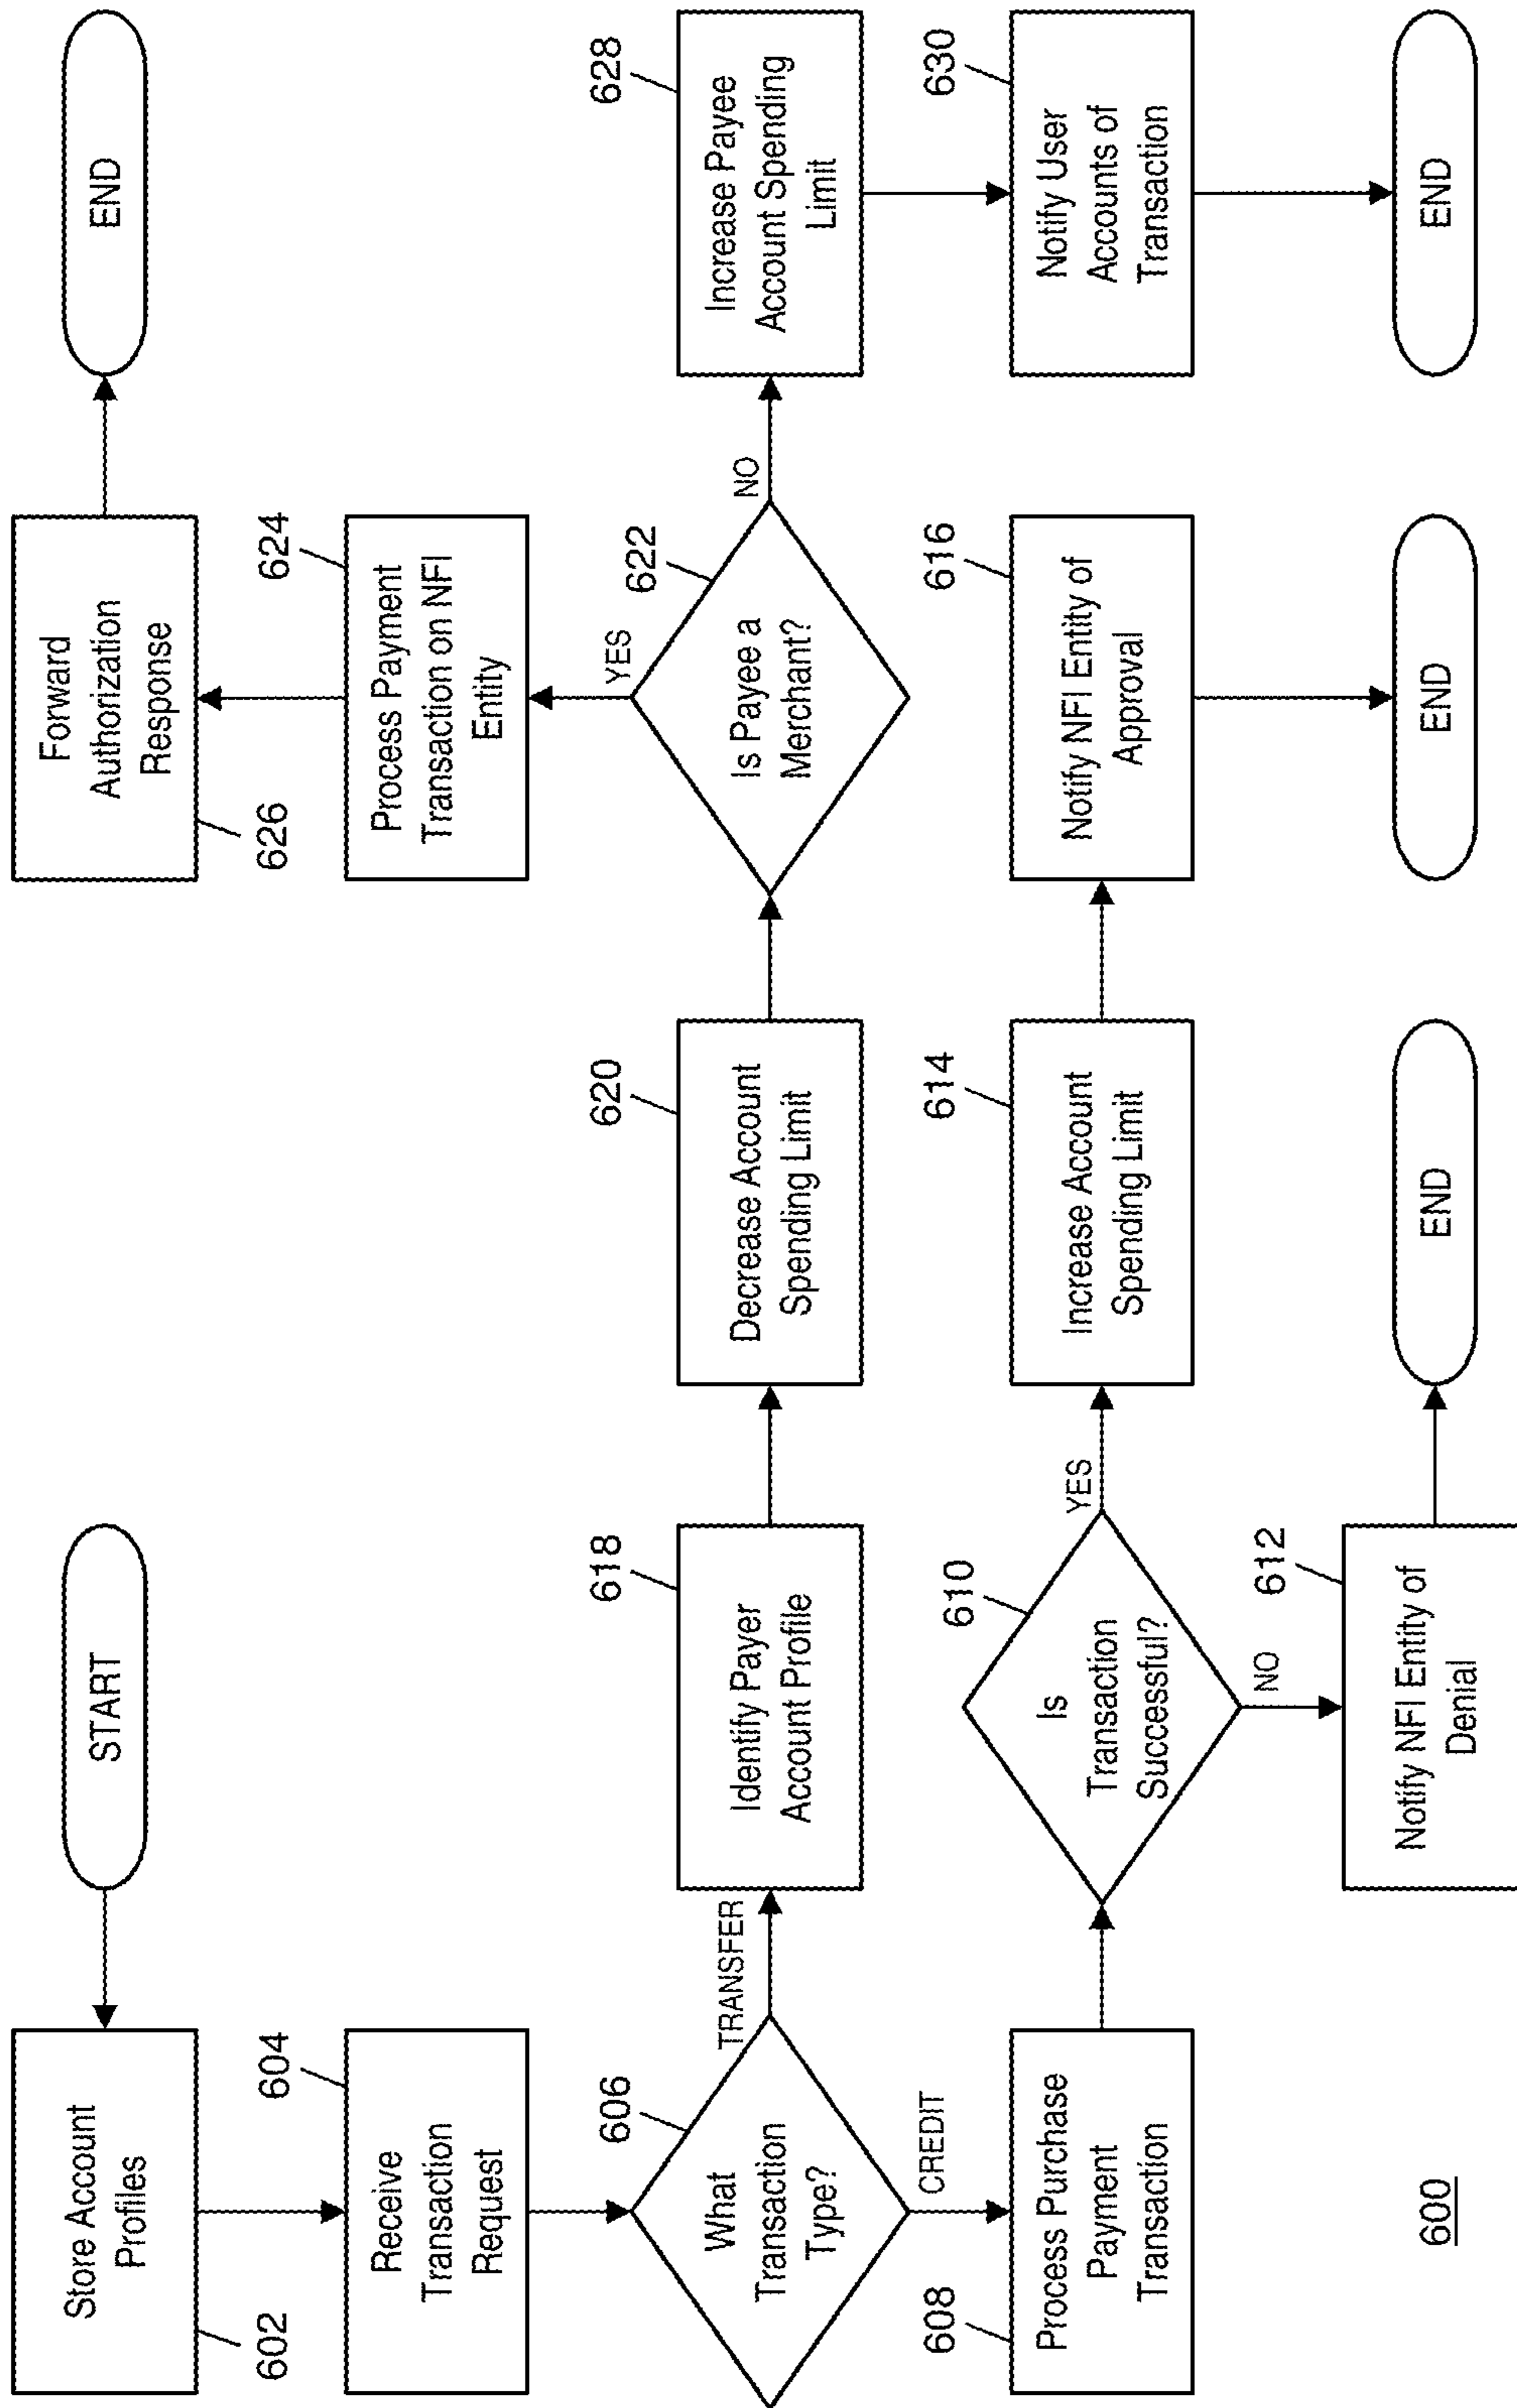 START
Store Account
Profiles
602
Receive
Transaction
Request
604
What
Transaction
Type?
606
TRANSFER
CREDIT
Process Purchase
Payment
Transaction
608
Is
Transaction
Successful?
610
YES
NO
Notify NFI Entity of
Denial
612
END
Increase Account
Spending Limit
614
Notify NFI Entity of
Approval
616
END
Identify Payer
Account Profile
618
Decrease Account
Spending Limit
620
Is Payee a
Merchant?
622
YES
NO
Process Payment
Transaction on NFI
Entity
624
Forward
Authorization
Response
626
END
Increase Payee
Account Spending
Limit
628
Notify User
Accounts of
Transaction
630
END
600